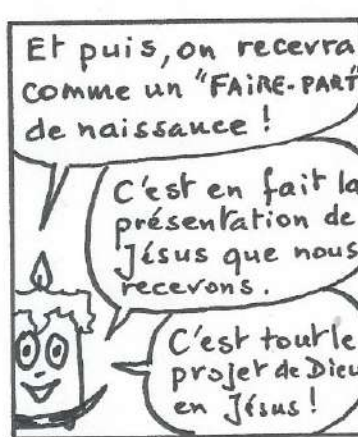 Et puis, on recevra
comme un "FAIRE-PART"
de naissance !
C'est en fait la
présentation de
Jésus que nous
recevons.
C'est tout le
projet de Dieu
en Jésus !